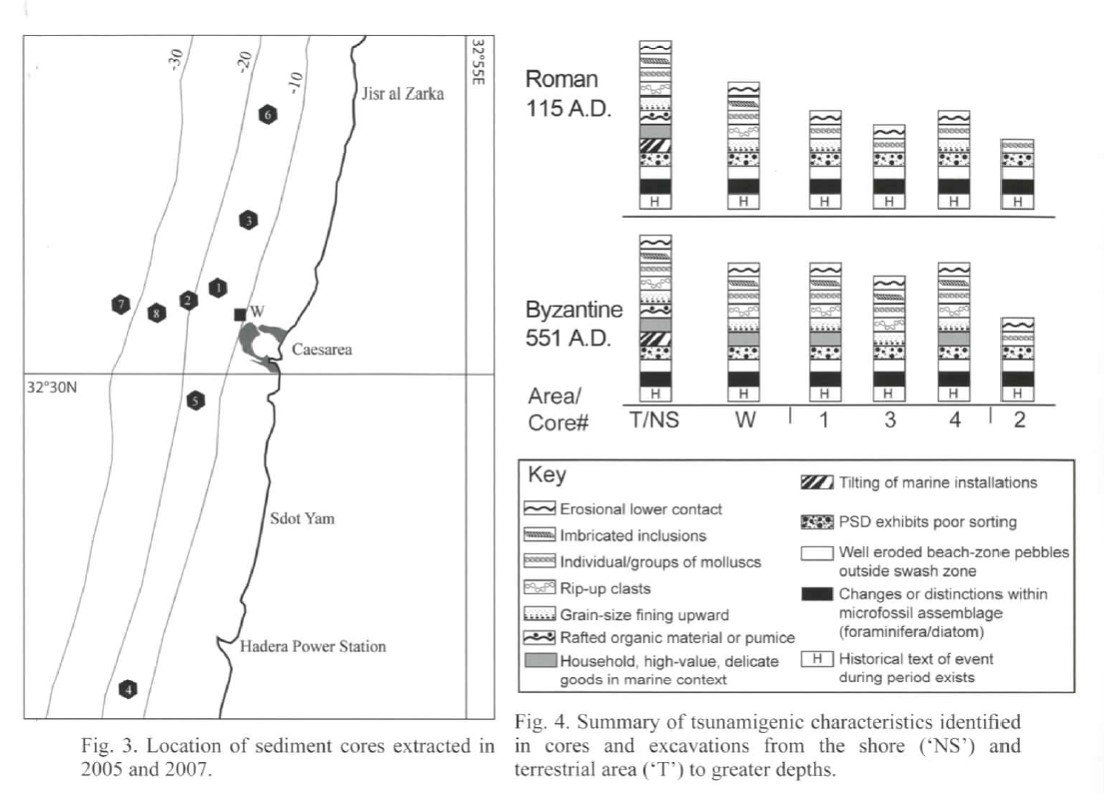 -30
-20
-10
32°55E
Jisr al Zarka
6
3
1
2
7
8
W
Caesarea
32°30N
5
Sdot Yam
Hadera Power Station
4
Fig. 3. Location of sediment cores extracted in
2005 and 2007.
Roman
115 A.D.
H H H H H H
Byzantine
551 A.D.
H H H H H H
Area/
Core# T/NS W 1 3 4 2
Key
Erosional lower contact
Imbricated inclusions
Individual/groups of molluscs
Rip-up clasts
Grain-size fining upward
Rafted organic material or pumice
Household, high-value, delicate
goods in marine context
Tilting of marine installations
PSD exhibits poor sorting
Well eroded beach-zone pebbles
outside swash zone
Changes or distinctions within
microfossil assemblage
(foraminifera/diatom)
H Historical text of event
during period exists
Fig. 4. Summary of tsunamigenic characteristics identified
in cores and excavations from the shore (‘NS’) and
terrestrial area (‘T’) to greater depths.